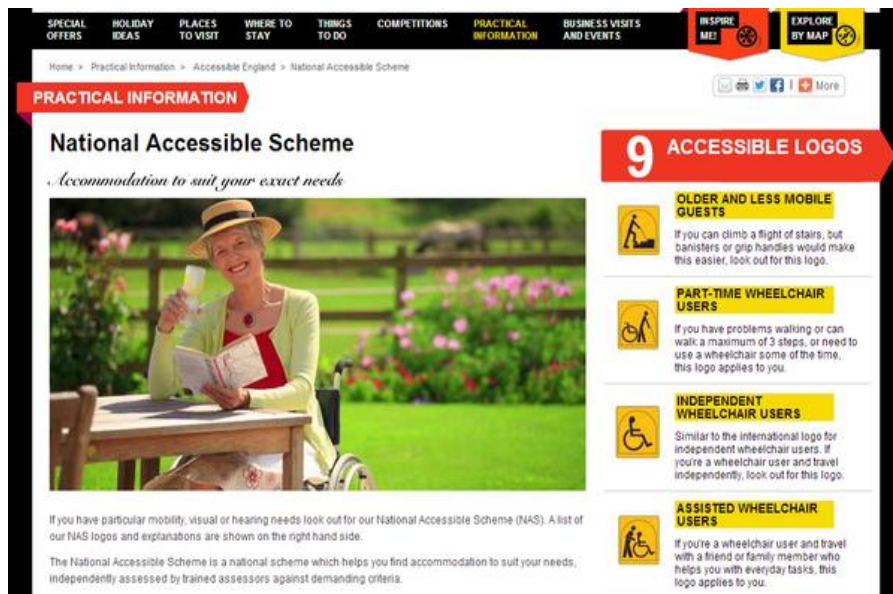 SPECIAL OFFERS
HOLIDAY IDEAS
PLACES TO VISIT
WHERE TO STAY
THINGS TO DO
COMPETITIONS
PRACTICAL INFORMATION
BUSINESS VISITS AND EVENTS
INSPIRE ME!
EXPLORE BY MAP
Home > Practical Information > Accessible England > National Accessible Scheme
More
PRACTICAL INFORMATION
National Accessible Scheme
Accommodation to suit your exact needs
If you have particular mobility, visual or hearing needs look out for our National Accessible Scheme (NAS). A list of
our NAS logos and explanations are shown on the right hand side.
The National Accessible Scheme is a national scheme which helps you find accommodation to suit your needs,
independently assessed by trained assessors against demanding criteria.
9 ACCESSIBLE LOGOS
OLDER AND LESS MOBILE
GUESTS
If you can climb a flight of stairs, but
banisters or grip handles would make
this easier, look out for this logo.
PART-TIME WHEELCHAIR
USERS
If you have problems walking or can
walk a maximum of 3 steps, or need to
use a wheelchair some of the time,
this logo applies to you.
INDEPENDENT
WHEELCHAIR USERS
Similar to the international logo for
independent wheelchair users. If
you're a wheelchair user and travel
independently, look out for this logo.
ASSISTED WHEELCHAIR
USERS
If you're a wheelchair user and travel
with a friend or family member who
helps you with everyday tasks, this
logo applies to you.